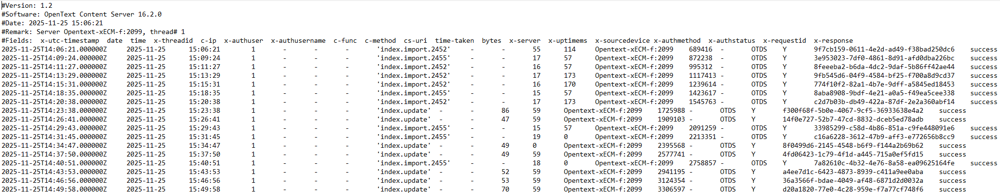 #Version: 1.2
#Software: OpenText Content Server 16.2.0
#Date: 2025-11-25 15:06:21
#Remark: Server Opentext-xECM-f:2099, thread# 1
#Fields:  x-utc-timestamp  date  time  x-threadid  c-ip  x-authuser  x-authusername  c-func  c-method  cs-uri  time-taken  bytes  x-server  x-uptimems  x-sourcedevice x-authmethod  x-authstatus  x-requestid  x-response
2025-11-25T14:06:21.000000Z 2025-11-25 15:06:21 1 - - - 'index.import.2452' - - 55 114 Opentext-xECM-f:2099 689416 - OTDS Y 9f7cb159-0611-4e2d-ad49-f38bad250dc6 success
2025-11-25T14:09:24.000000Z 2025-11-25 15:09:24 1 - - - 'index.import.2455' - - 17 57 Opentext-xECM-f:2099 872238 - OTDS Y 3e953023-7df0-4861-8d91-afd0dba226bc success
2025-11-25T14:11:27.000000Z 2025-11-25 15:11:27 1 - - - 'index.import.2452' - - 16 57 Opentext-xECM-f:2099 995312 - OTDS Y 8feeeba2-b6da-4dc2-9daf-5b86ff42ae44 success
2025-11-25T14:13:29.000000Z 2025-11-25 15:13:29 1 - - - 'index.import.2452' - - 17 173 Opentext-xECM-f:2099 1117413 - OTDS Y 9fb545d6-04f9-4584-bf25-f700a8d9cd37 success
2025-11-25T14:15:31.000000Z 2025-11-25 15:15:31 1 - - - 'index.import.2452' - - 16 170 Opentext-xECM-f:2099 1239614 - OTDS Y 774f10f2-82a1-4b7e-9dff-a5845ed18453 success
2025-11-25T14:18:35.000000Z 2025-11-25 15:18:35 1 - - - 'index.import.2455' - - 15 57 Opentext-xECM-f:2099 1423617 - OTDS Y 8aba8908-9bdf-4e21-a0a5-f49ea5cee338 success
2025-11-25T14:20:38.000000Z 2025-11-25 15:20:38 1 - - - 'index.import.2452' - - 17 173 Opentext-xECM-f:2099 1545763 - OTDS Y c2d7b03b-db49-422a-87df-2e2a360abf14 success
2025-11-25T14:23:38.000000Z 2025-11-25 15:23:38 1 - - - 'index.update' - - 86 59 Opentext-xECM-f:2099 1725988 - OTDS Y f300f68f-5b0e-4067-9cf5-36933638e4a2 success
2025-11-25T14:26:41.000000Z 2025-11-25 15:26:41 1 - - - 'index.update' - - 47 59 Opentext-xECM-f:2099 1909103 - OTDS Y 14f0e727-52b7-47cd-8832-dceb5ed78adb success
2025-11-25T14:29:43.000000Z 2025-11-25 15:29:43 1 - - - 'index.import.2455' - - 15 57 Opentext-xECM-f:2099 2091259 - OTDS Y 33985299-c58d-4b86-851a-c9fe448091e6 success
2025-11-25T14:31:45.000000Z 2025-11-25 15:31:45 1 - - - 'index.import.2455' - - 19 0 Opentext-xECM-f:2099 2213351 - OTDS Y c16a6228-3612-47b9-aff3-e772656b8cc9 success
2025-11-25T14:34:47.000000Z 2025-11-25 15:34:47 1 - - - 'index.update' - - 49 0 Opentext-xECM-f:2099 2395568 - OTDS Y 8f0499d6-2145-4548-b6f9-f144a2b69b62 success
2025-11-25T14:37:50.000000Z 2025-11-25 15:37:50 1 - - - 'index.update' - - 49 59 Opentext-xECM-f:2099 2577741 - OTDS Y 4fd06423-1c79-4f1d-a445-715a0ef5fd15 success
2025-11-25T14:40:51.000000Z 2025-11-25 15:40:51 1 - - - 'index.import.2455' - - 18 0 Opentext-xECM-f:2099 2758857 - OTDS Y 7a82610c-4b32-4e76-8a58-ea09625164fe success
2025-11-25T14:43:53.000000Z 2025-11-25 15:43:53 1 - - - 'index.update' - - 52 59 Opentext-xECM-f:2099 2941195 - OTDS Y a4ee7d1c-6423-4873-8939-c411a9ee0aba success
2025-11-25T14:46:56.000000Z 2025-11-25 15:46:56 1 - - - 'index.update' - - 53 59 Opentext-xECM-f:2099 3124354 - OTDS Y 36a3566f-bdae-4049-af48-6871d2d0032a success
2025-11-25T14:49:58.000000Z 2025-11-25 15:49:58 1 - - - 'index.update' - - 70 59 Opentext-xECM-f:2099 3306597 - OTDS Y d20a1820-77e0-4c28-959e-f7a77cf748f6 success